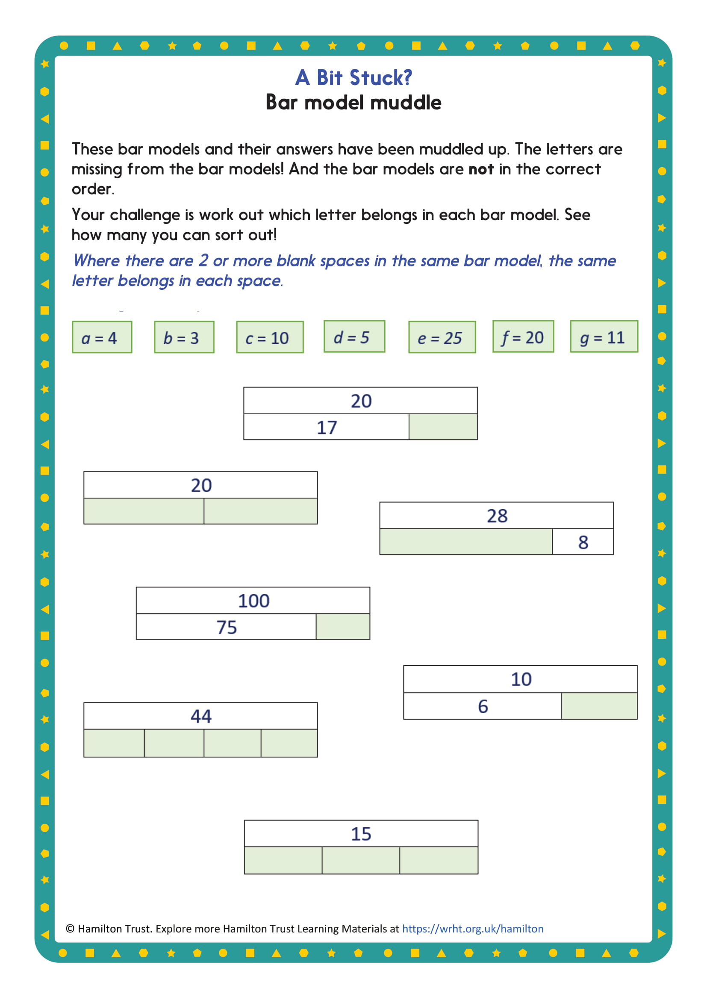 A Bit Stuck?
Bar model muddle
These bar models and their answers have been muddled up. The letters are
missing from the bar models! And the bar models are not in the correct
order.
Your challenge is work out which letter belongs in each bar model. See
how many you can sort out!
Where there are 2 or more blank spaces in the same bar model, the same
letter belongs in each space.
a = 4 b = 3 c = 10 d = 5 e = 25 f = 20 g = 11
20
17
20
28
8
100
75
10
6
44
15
© Hamilton Trust. Explore more Hamilton Trust Learning Materials at https://wrht.org.uk/hamilton